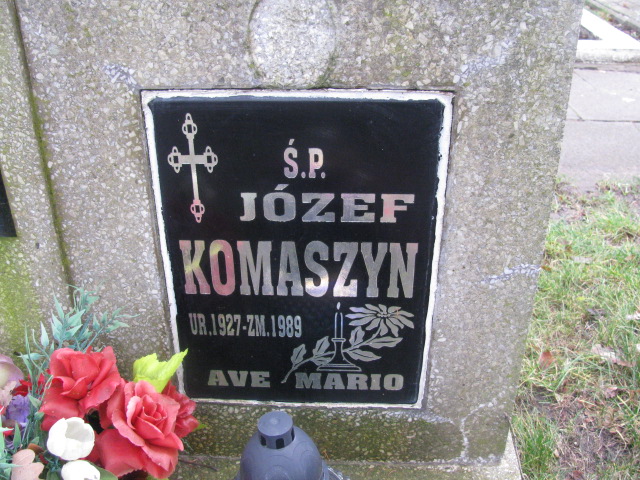 Ś.P.
JÓZEF
KOMASZYN
UR.1927-ZM.1989
AVE MARIO